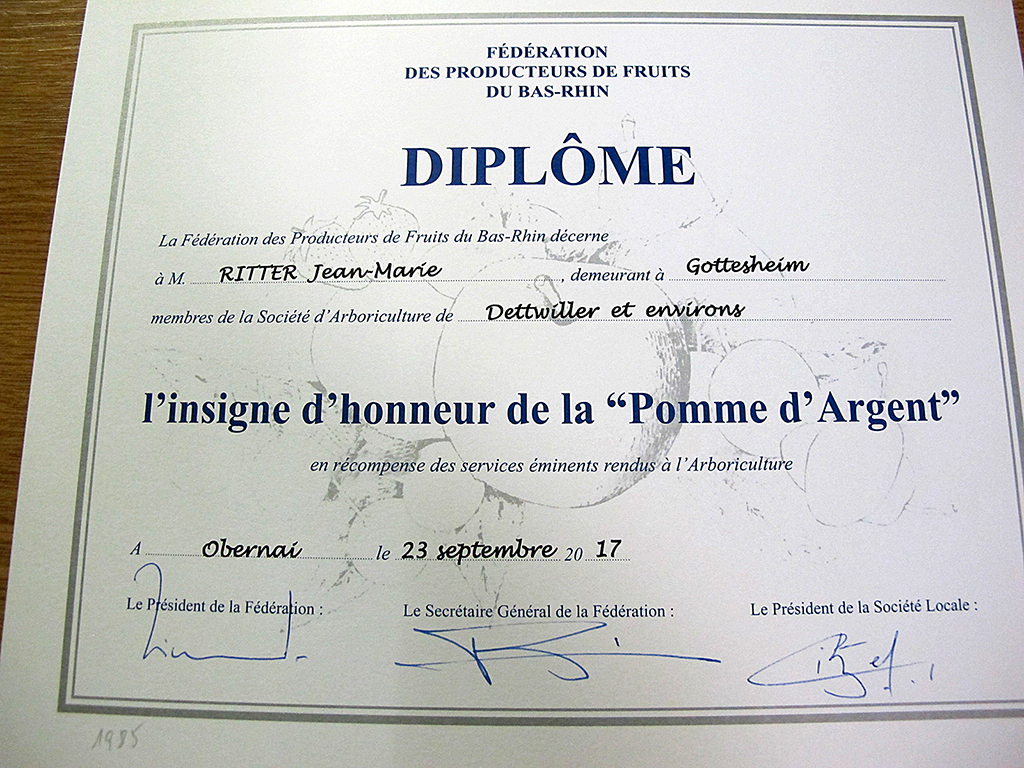 FÉDÉRATION
DES PRODUCTEURS DE FRUITS
DU BAS-RHIN
DIPLÔME
La Fédération des Producteurs de Fruits du Bas-Rhin décerne
à M. RITTER Jean-Marie, demeurant à Gottesheim
membres de la Société d'Arboriculture de Dettwiller et environs
l'insigne d'honneur de la “Pomme d'Argent”
en récompense des services éminents rendus à l'Arboriculture
A Obernai le 23 septembre 20 17
Le Président de la Fédération : Le Secrétaire Général de la Fédération : Le Président de la Société Locale :
1985